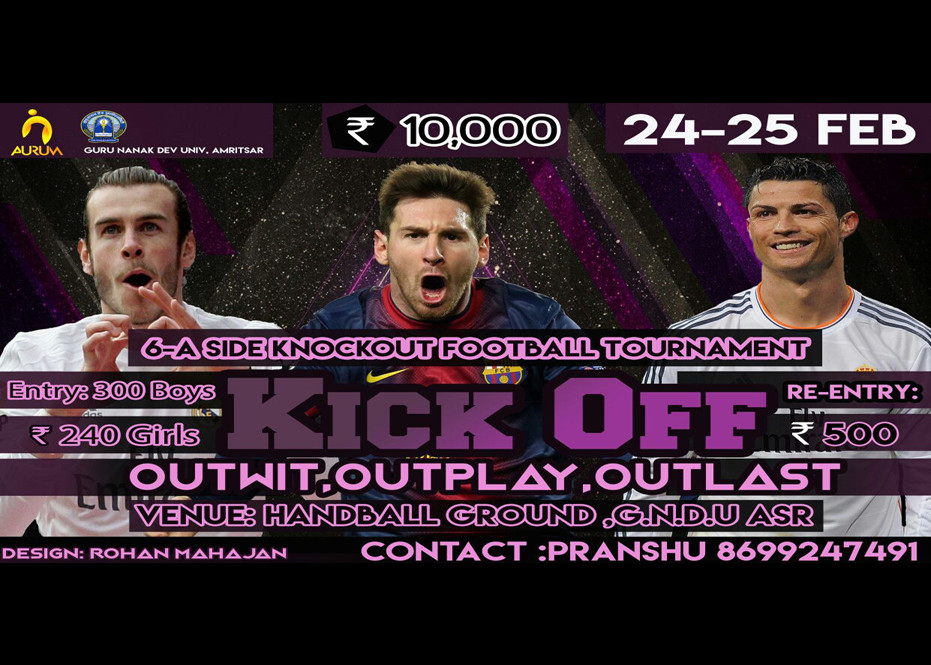 AURUM
GURU NANAK DEV UNIV, AMRITSAR
₹ 10,000
24-25 FEB
6-A SIDE KNOCKOUT FOOTBALL TOURNAMENT
Entry: 300 Boys
₹ 240 Girls
KICK OFF
RE-ENTRY:
₹ 500
OUTWIT,OUTPLAY,OUTLAST
VENUE: HANDBALL GROUND ,G.N.D.U ASR
DESIGN: ROHAN MAHAJAN
CONTACT :PRANSHU 8699247491